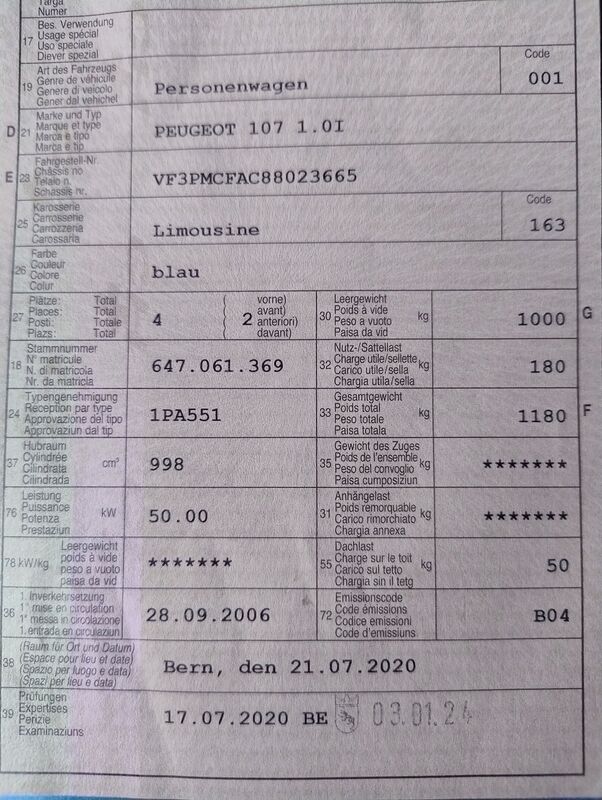 Targa
Numer
17 Bes. Verwendung
Usage spécial
Uso speciale
Diever spezial
19 Art des Fahrzeugs
Genre de véhicule
Genere di veicolo
Gener dal vehichel
Personenwagen
Code
001
D 21 Marke und Typ
Marque et type
Marca e tipo
Marca e tip
PEUGEOT 107 1.0I
E 23 Fahrgestell-Nr.
Châssis no
Telaio n.
Schassis nr.
VF3PMCFAC88023665
25 Karosserie
Carrosserie
Carrozzeria
Carossaria
Limousine
Code
163
26 Farbe
Couleur
Colore
Colur
blau
27 Plätze: Total
Places: Total
Posti: Totale
Plazs: Total
4
( vorne)
( 2 avant)
( anteriori)
( davant)
30 Leergewicht
Poids à vide
Peso a vuoto
Paisa da vid
kg
1000 G
18 Stammnummer
N° matricule
N. di matricola
Nr. da matricla
647.061.369
32 Nutz-/Sattellast
Charge utile/sellette
Carico utile/sella
Chargia utila/sella
kg
180
24 Typengenehmigung
Réception par type
Approvazione del tipo
Approvaziun dal tip
1PA551
33 Gesamtgewicht
Poids total
Peso totale
Paisa totala
kg
1180 F
37 Hubraum
Cylindrée
Cilindrata
Cilindrada
cm³
998
35 Gewicht des Zuges
Poids de l'ensemble
Peso del convoglio
Paisa cumposiziun
kg
*******
76 Leistung
Puissance
Potenza
Prestaziun
kW
50.00
31 Anhängelast
Poids remorquable
Carico rimorchiato
Chargia annexa
kg
*******
78 kW/kg Leergewicht
poids à vide
peso a vuoto
paisa da vid
*******
55 Dachlast
Charge sur le toit
Carico sul tetto
Chargia sin il tetg
kg
50
36 1. Inverkehrsetzung
1re mise en circulation
1a messa in circolazione
1. entrada en circulaziun
28.09.2006
72 Emissionscode
Code émissions
Codice emissioni
Code d'emissiuns
B04
38 (Raum für Ort und Datum)
(Espace pour lieu et date)
(Spazio per luogo e data)
(Spazi per lieu e data)
Bern, den 21.07.2020
39 Prüfungen
Expertises
Perizie
Examinaziuns
17.07.2020 BE 03.01.24